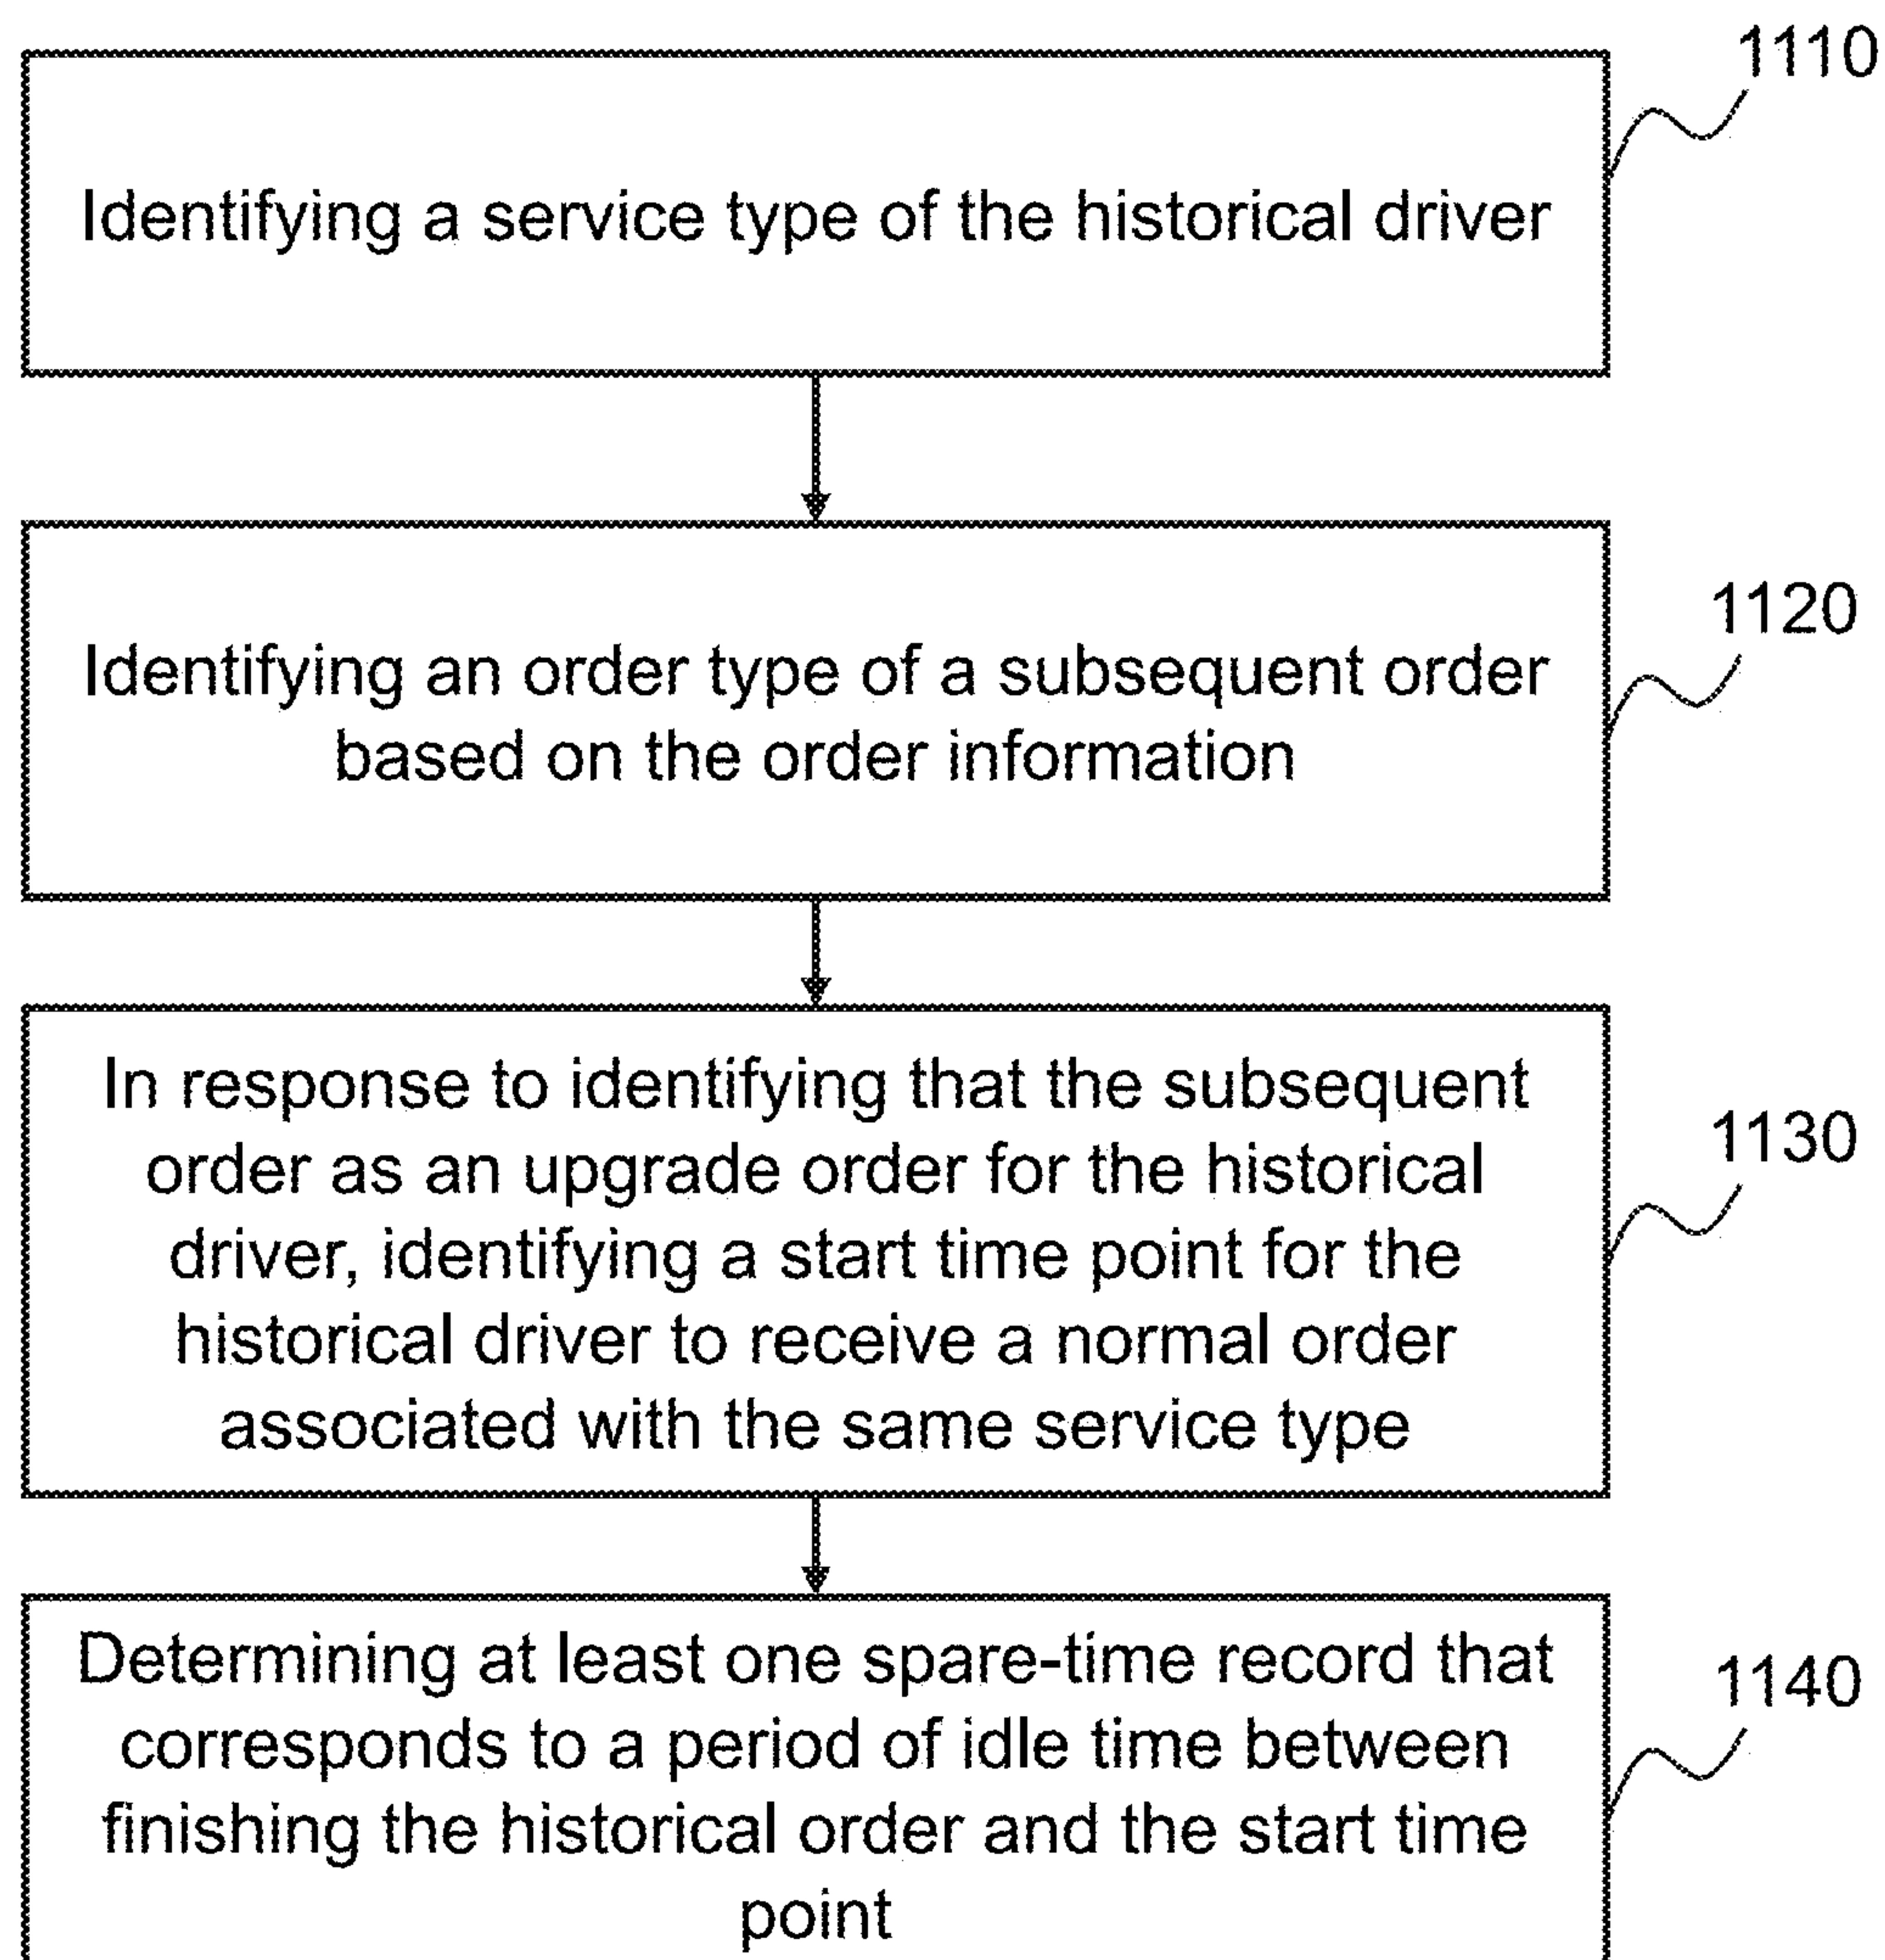 1110
Identifying a service type of the historical driver
1120
Identifying an order type of a subsequent order
based on the order information
1130
In response to identifying that the subsequent
order as an upgrade order for the historical
driver, identifying a start time point for the
historical driver to receive a normal order
associated with the same service type
1140
Determining at least one spare-time record that
corresponds to a period of idle time between
finishing the historical order and the start time
point